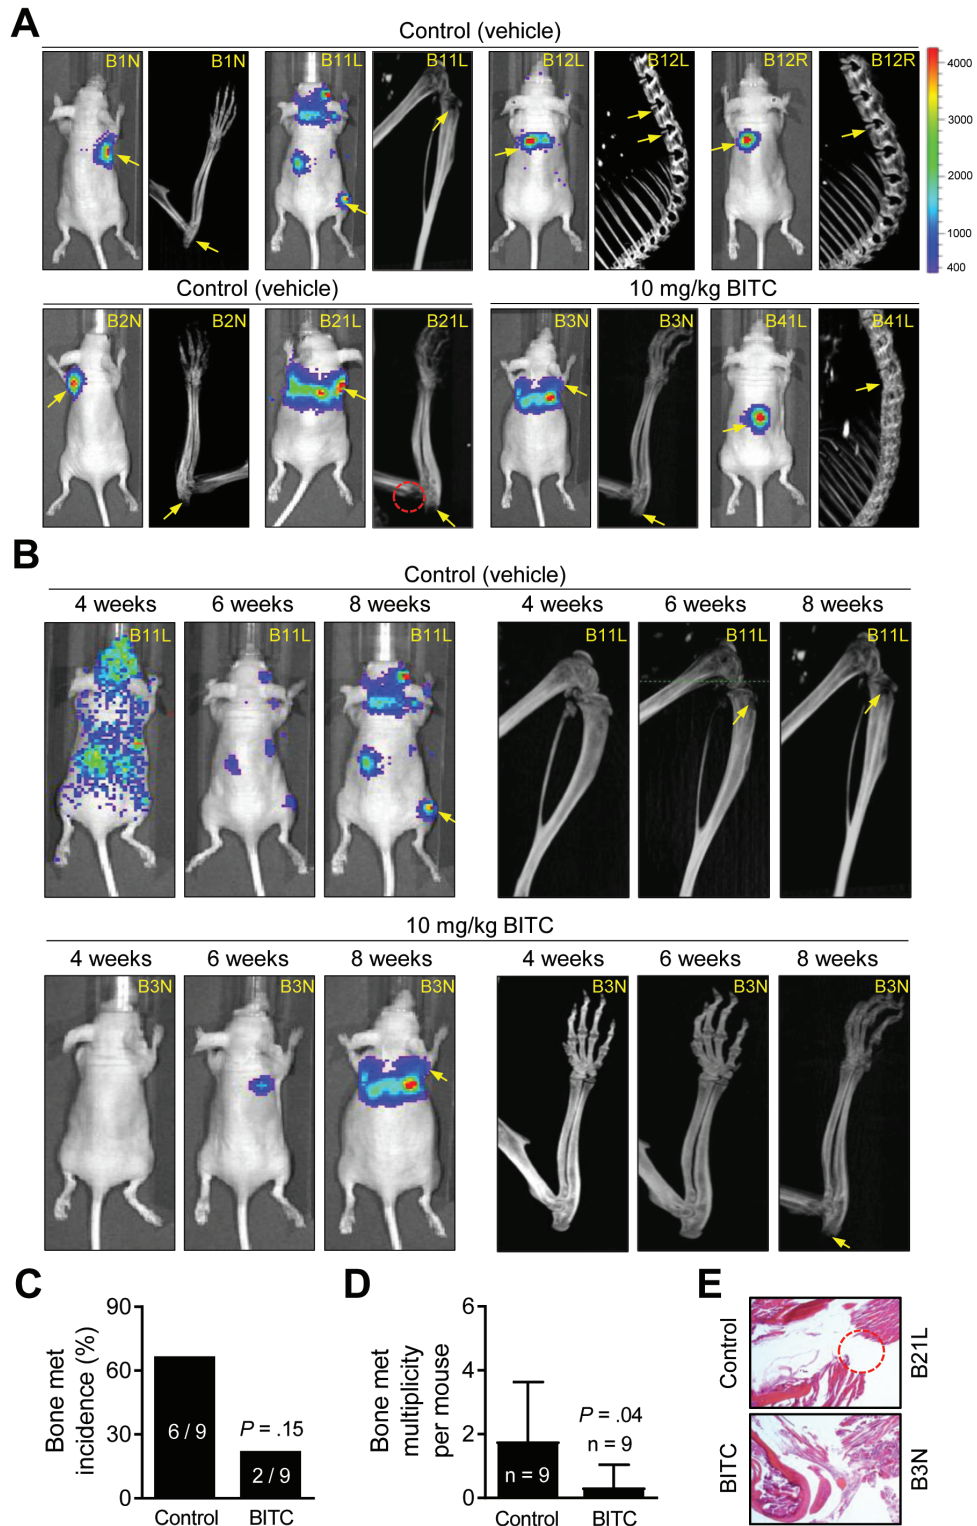 A
Control (vehicle)
B1N
B1N
B11L
B11L
B12L
B12L
B12R
B12R
4000
3000
2000
1000
400
Control (vehicle)
10 mg/kg BITC
B2N
B2N
B21L
B21L
B3N
B3N
B41L
B41L
B
Control (vehicle)
4 weeks
6 weeks
8 weeks
4 weeks
6 weeks
8 weeks
B11L
B11L
B11L
B11L
B11L
B11L
10 mg/kg BITC
4 weeks
6 weeks
8 weeks
4 weeks
6 weeks
8 weeks
B3N
B3N
B3N
B3N
B3N
B3N
C
Bone met
incidence (%)
90
60
30
0
6 / 9
P = .15
2 / 9
Control
BITC
D
Bone met
multiplicity
per mouse
6
4
2
0
n = 9
P = .04
n = 9
Control
BITC
E
Control
B21L
BITC
B3N